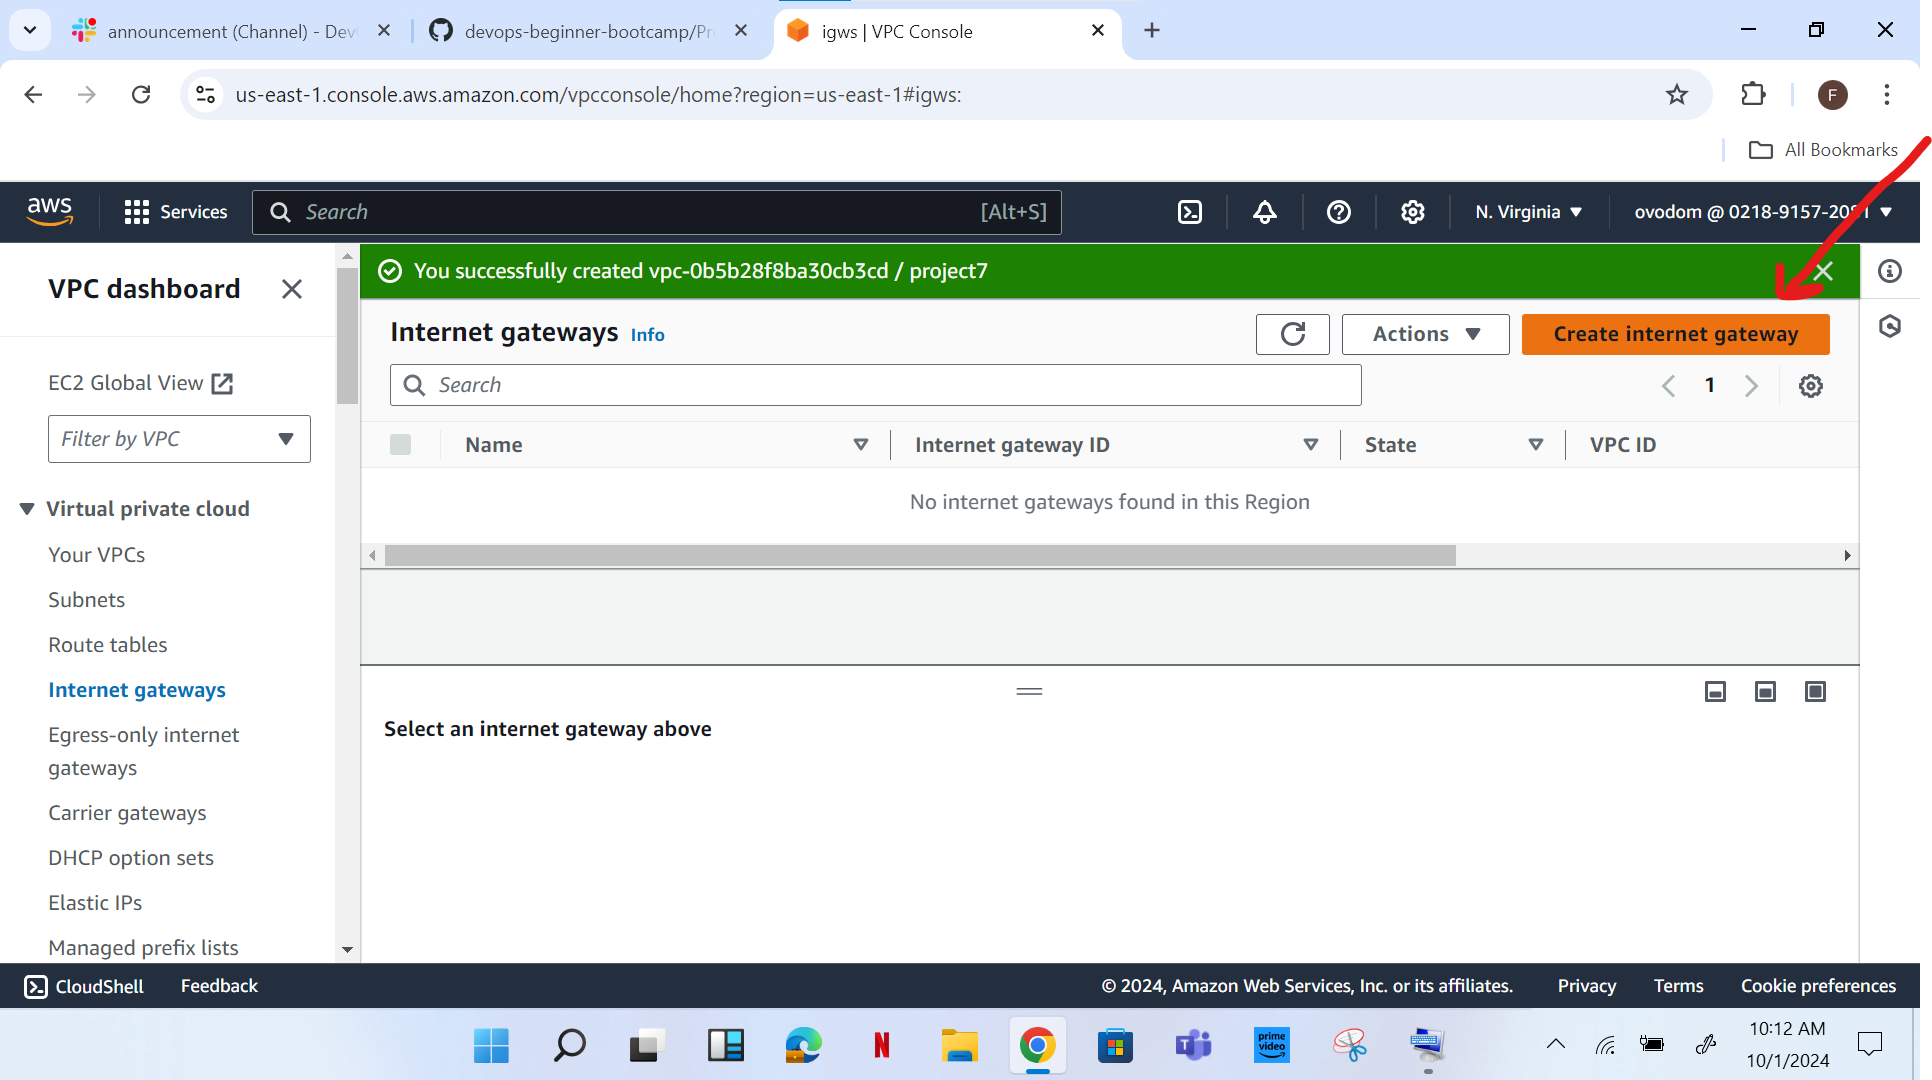 announcement (Channel) - Dev
devops-beginner-bootcamp/Pr
igws | VPC Console
us-east-1.console.aws.amazon.com/vpcconsole/home?region=us-east-1#igws:
F
All Bookmarks
aws
Services
Search
[Alt+S]
N. Virginia
ovodom @ 0218-9157-20
VPC dashboard
You successfully created vpc-0b5b28f8ba30cb3cd / project7
Internet gateways Info
Actions
Create internet gateway
EC2 Global View
Search
1
Filter by VPC
Name
Internet gateway ID
State
VPC ID
No internet gateways found in this Region
Virtual private cloud
Your VPCs
Subnets
Route tables
Internet gateways
Egress-only internet
gateways
Carrier gateways
DHCP option sets
Elastic IPs
Managed prefix lists
Select an internet gateway above
CloudShell
Feedback
© 2024, Amazon Web Services, Inc. or its affiliates.
Privacy
Terms
Cookie preferences
N
prime
video
10:12 AM
10/1/2024